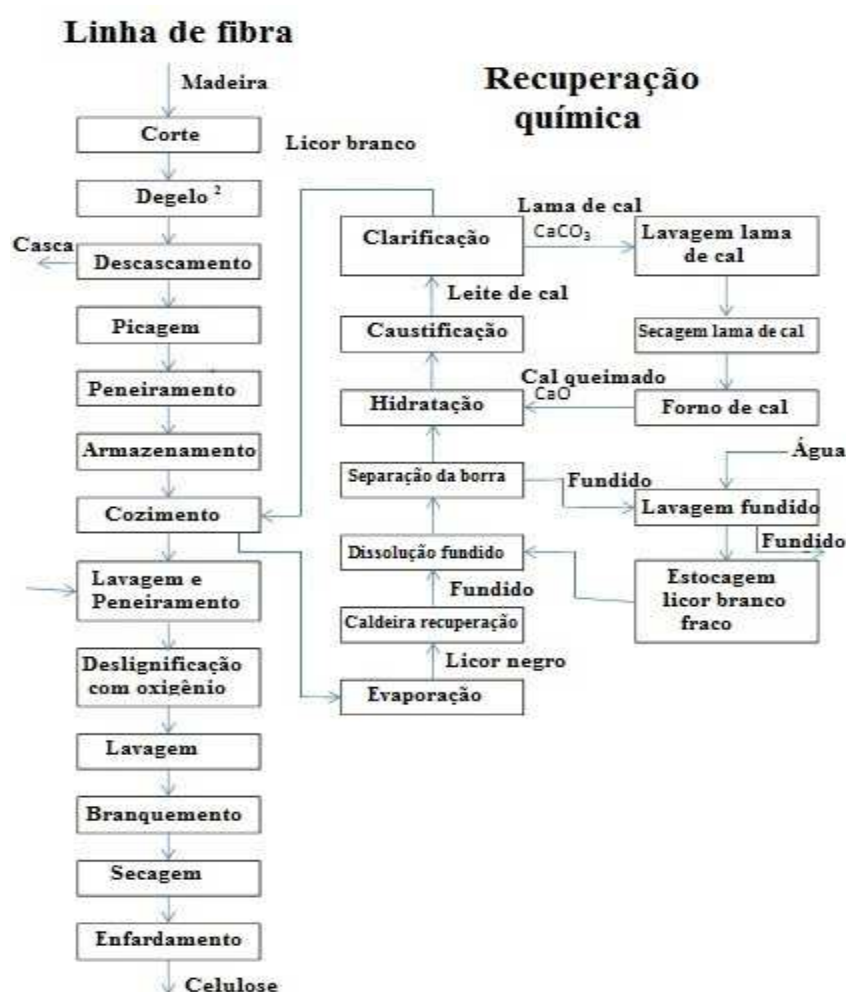 Linha de fibra
Madeira
Corte
Degelo ²
Casca
Descascamento
Picagem
Peneiramento
Armazenamento
Cozimento
Lavagem e
Peneiramento
Deslignificação
com oxigênio
Lavagem
Branquemento
Secagem
Enfardamento
Celulose
Recuperação
química
Licor branco
Clarificação
Lama de cal
CaCO₃
Lavagem lama
de cal
Leite de cal
Caustificação
Secagem lama de cal
Cal queimado
CaO
Hidratação
Forno de cal
Água
Separação da borra
Fundido
Lavagem fundido
Fundido
Dissolução fundido
Estocagem
licor branco
fraco
Fundido
Caldeira recuperação
Licor negro
Evaporação